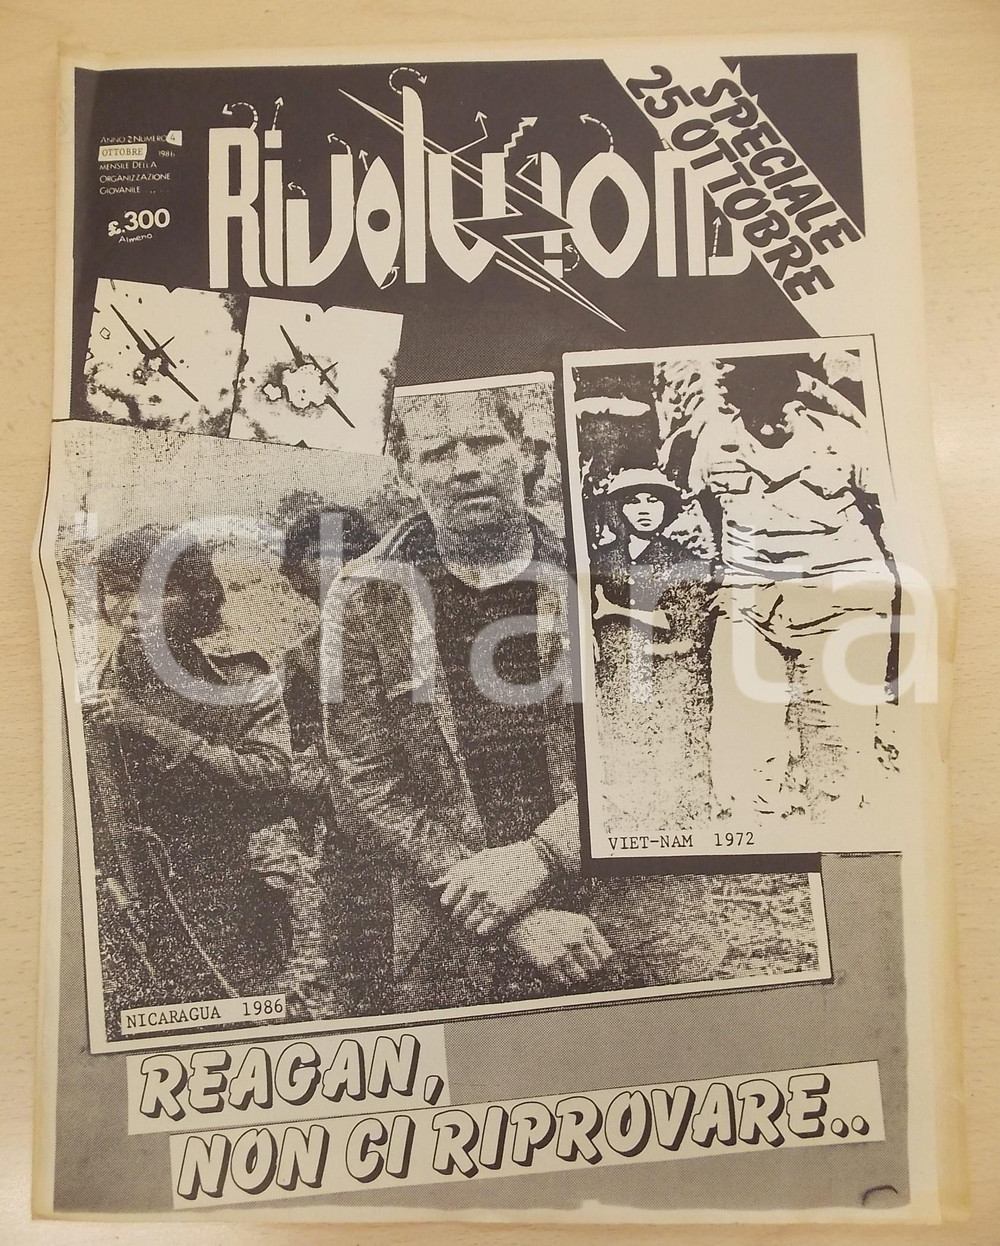 ANNO 2 NUMERO 4
OTTOBRE 1986
MENSILE DELLA
ORGANIZZAZIONE
GIOVANILE
£.300
Almeno
Rivoluzione
SPECIALE
25 OTTOBRE
iCharta
VIET-NAM 1972
NICARAGUA 1986
REAGAN,
NON CI RIPROVARE..